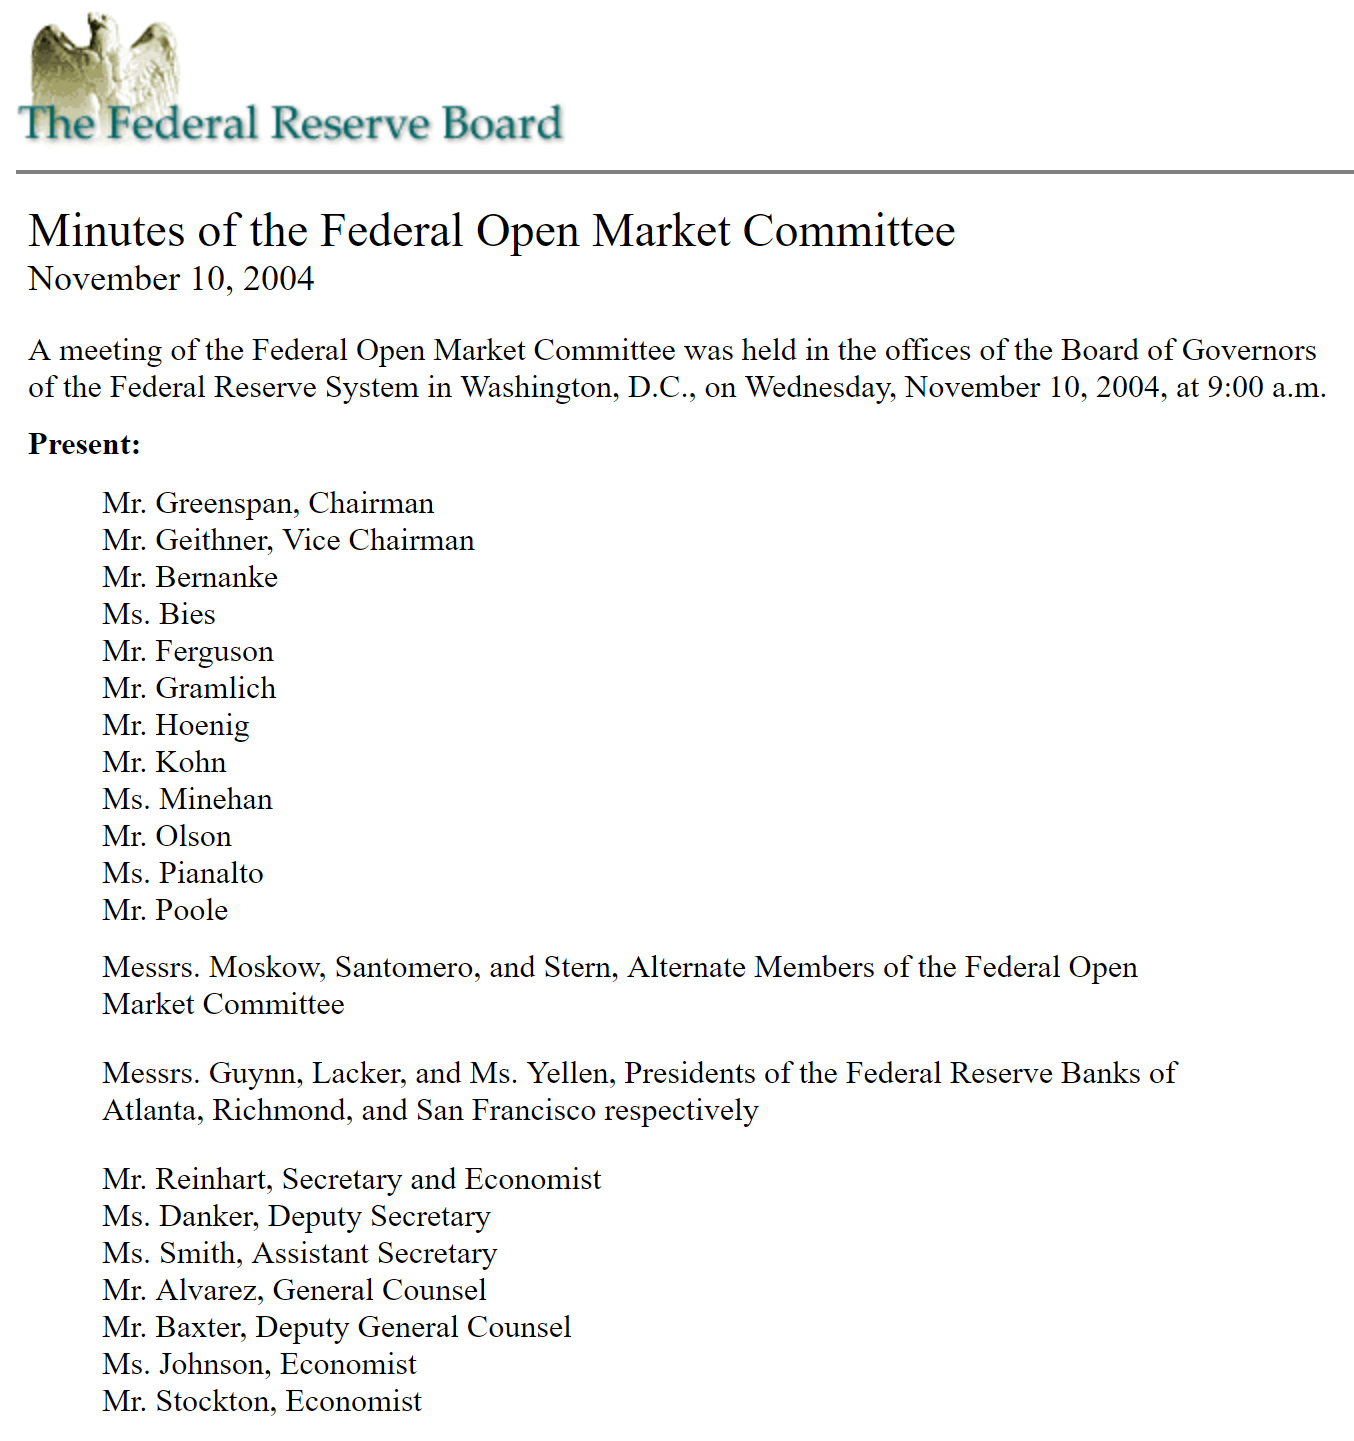 The Federal Reserve Board
Minutes of the Federal Open Market Committee
November 10, 2004
A meeting of the Federal Open Market Committee was held in the offices of the Board of Governors
of the Federal Reserve System in Washington, D.C., on Wednesday, November 10, 2004, at 9:00 a.m.
Present:
Mr. Greenspan, Chairman
Mr. Geithner, Vice Chairman
Mr. Bernanke
Ms. Bies
Mr. Ferguson
Mr. Gramlich
Mr. Hoenig
Mr. Kohn
Ms. Minehan
Mr. Olson
Ms. Pianalto
Mr. Poole
Messrs. Moskow, Santomero, and Stern, Alternate Members of the Federal Open
Market Committee
Messrs. Guynn, Lacker, and Ms. Yellen, Presidents of the Federal Reserve Banks of
Atlanta, Richmond, and San Francisco respectively
Mr. Reinhart, Secretary and Economist
Ms. Danker, Deputy Secretary
Ms. Smith, Assistant Secretary
Mr. Alvarez, General Counsel
Mr. Baxter, Deputy General Counsel
Ms. Johnson, Economist
Mr. Stockton, Economist